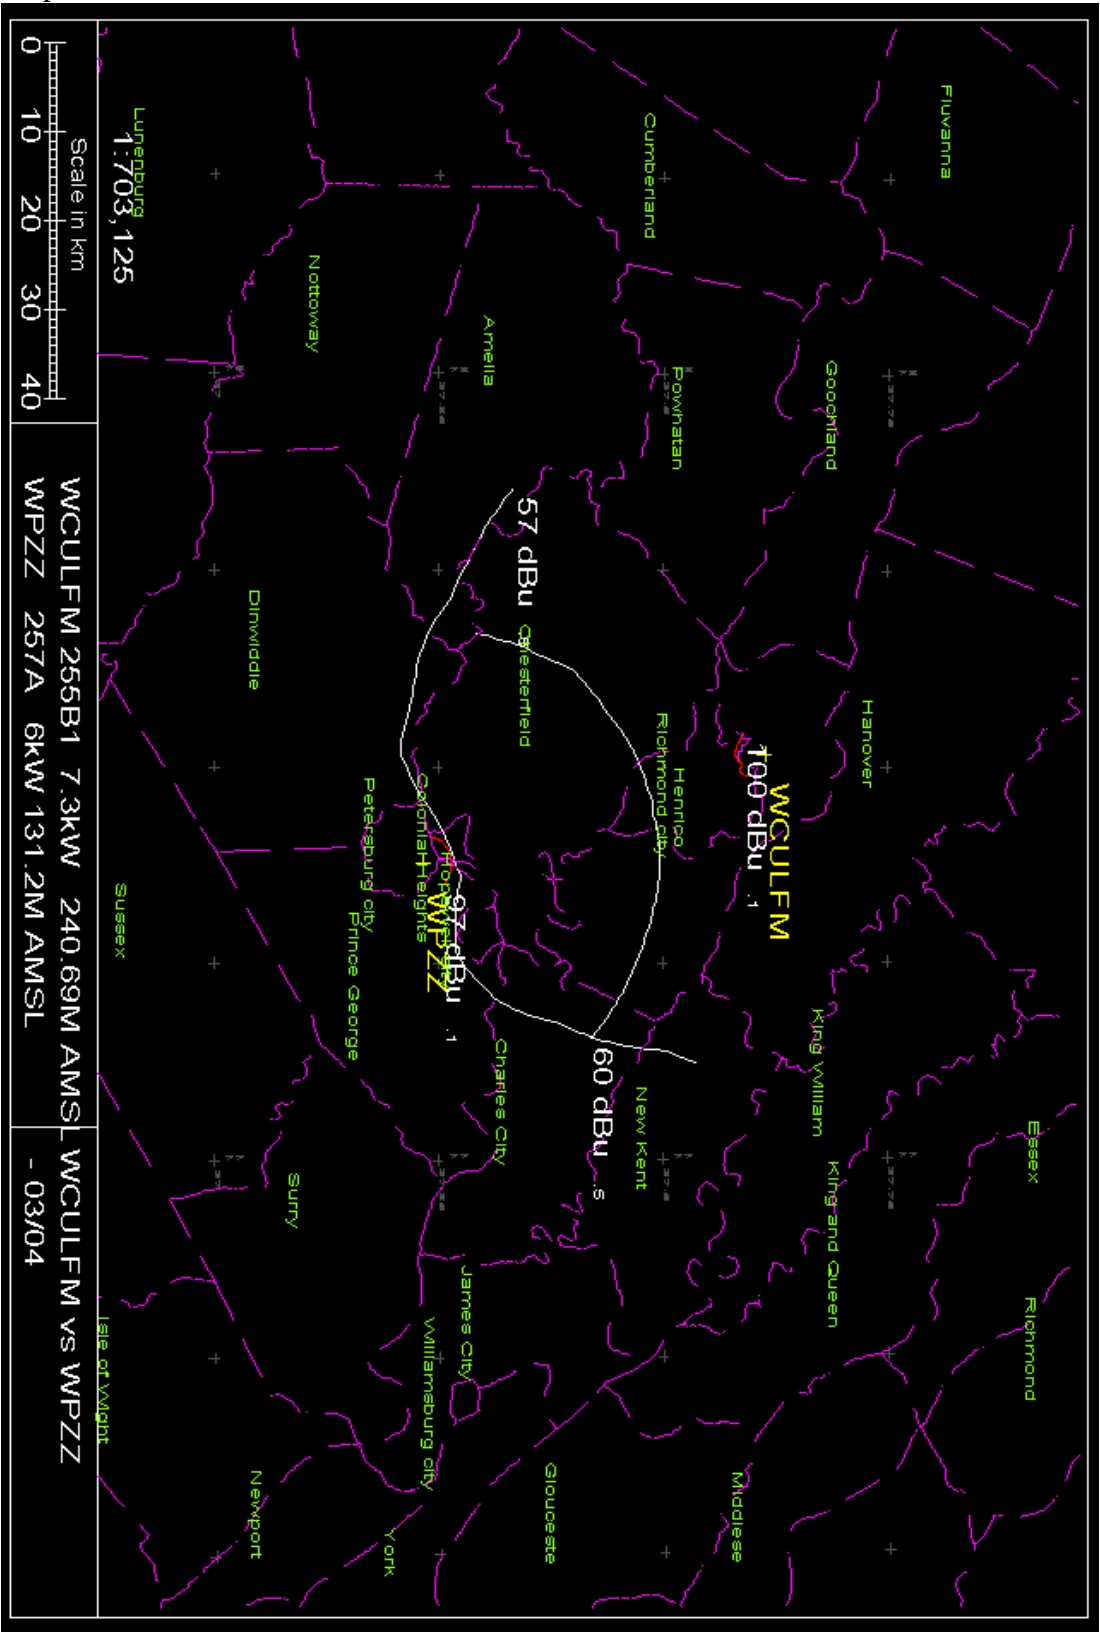 Fluvanna
Cumberland
Lunenburg
Goochland
Powhatan
Amelia
Nottoway
Hanover
Henrico
Richmond city
Chesterfield
Dinwiddie
Colonial Heights
Petersburg city
Prince George
Sussex
King William
New Kent
Charles City
Surry
Essex
King and Queen
Richmond
James City
Williamsburg city
Isle of Wight
Middlese
Glouceste
York
Newport
WCULFM
100 dBu .1
57 dBu
60 dBu .s
97 dBu .1
WPZZ
1:703,125
Scale in km
0 10 20 30 40
WCULFM 255B1 7.3kW 240.69M AMSL
WPZZ 257A 6kW 131.2M AMSL
WCULFM vs WPZZ
- 03/04